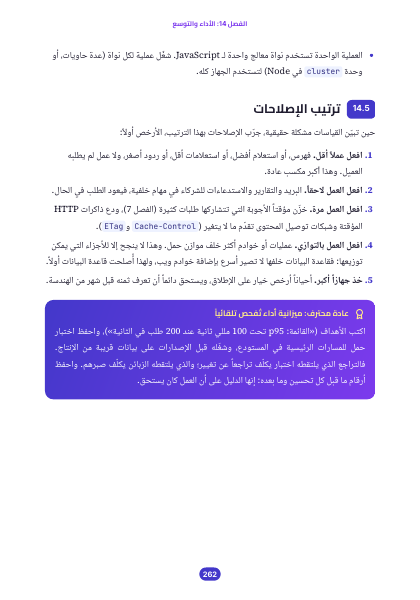 الفصل 14: الأداء والتوسع
• العملية الواحدة تستخدم نواة معالج واحدة لـ JavaScript. شغّل عملية لكل نواة (عدة حاويات، أو
وحدة cluster في Node) لتستخدم الجهاز كله.
14.5 ترتيب الإصلاحات
حين تبيّن القياسات مشكلة حقيقية، جرّب الإصلاحات بهذا الترتيب، الأرخص أولاً:
1. افعل عملاً أقل. فهرس، أو استعلام أفضل، أو استعلامات أقل، أو ردود أصغر، ولا عمل لم يطلبه
العميل. وهذا أكبر مكسب عادة.
2. افعل العمل لاحقاً. البريد والتقارير والاستدعاءات للشركاء في مهام خلفية، فيعود الطلب في الحال.
3. افعل العمل مرة. خزّن مؤقتاً الأجوبة التي تتشاركها طلبات كثيرة (الفصل 7)، ودع ذاكرات HTTP
المؤقتة وشبكات توصيل المحتوى تقدّم ما لا يتغير (Cache-Control و ETag).
4. افعل العمل بالتوازي. عمليات أو خوادم أكثر خلف موازن حمل. وهذا لا ينجح إلا للأجزاء التي يمكن
توزيعها: فقاعدة البيانات خلفها لا تصير أسرع بإضافة خوادم ويب، ولهذا أُصلحت قاعدة البيانات أولاً.
5. خذ جهازاً أكبر. أحياناً أرخص خيار على الإطلاق، ويستحق دائماً أن تعرف ثمنه قبل شهر من الهندسة.
عادة محترف: ميزانية أداء تُفحص تلقائياً
اكتب الأهداف («القائمة: p95 تحت 100 مللي ثانية عند 200 طلب في الثانية»)، واحفظ اختبار
حمل للمسارات الرئيسية في المستودع، وشغّله قبل الإصدارات على بيانات قريبة من الإنتاج.
فالتراجع الذي يلتقطه اختبار يكلّف تراجعاً عن تغيير؛ والذي يلتقطه الزبائن يكلّف صبرهم. واحفظ
أرقام ما قبل كل تحسين وما بعده: إنها الدليل على أن العمل كان يستحق.
262